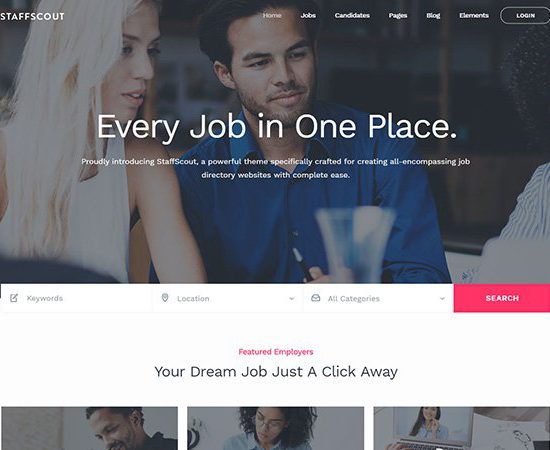 STAFFSCOUT
Home Jobs Candidates Pages Blog Elements LOGIN
Every Job in One Place.
Proudly introducing StaffScout, a powerful theme specifically crafted for creating all-encompassing job
directory websites with complete ease.
Keywords Location All Categories SEARCH
Featured Employers
Your Dream Job Just A Click Away